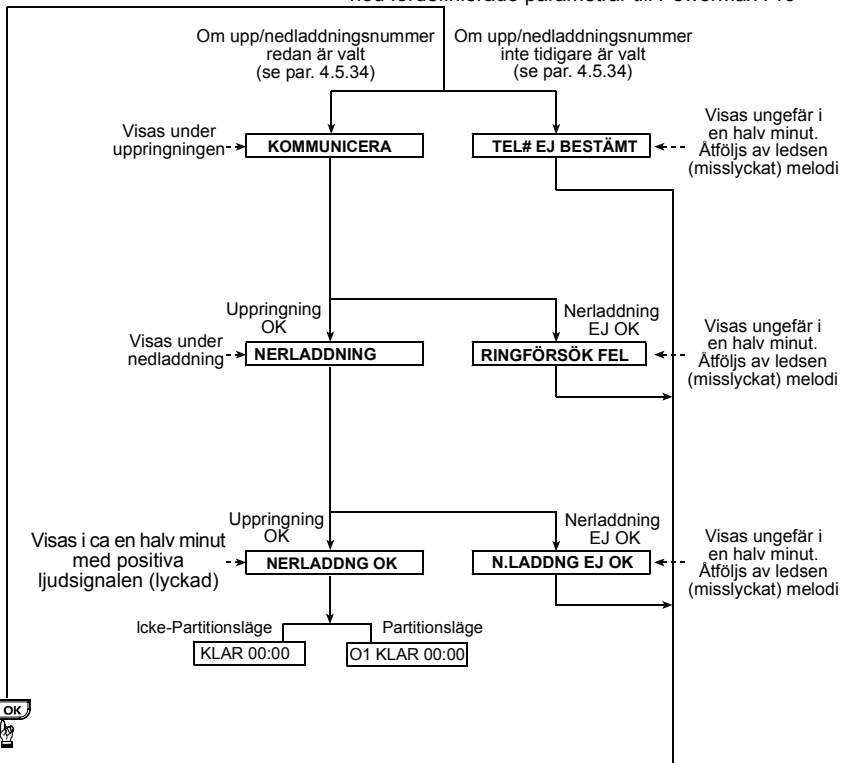 Om upp/nedladdningsnummer
redan är valt
(se par. 4.5.34)
Om upp/nedladdningsnummer
inte tidigare är valt
(se par. 4.5.34)
Visas under
uppringningen
KOMMUNICERA
TEL# EJ BESTÄMT
Visas ungefär i
en halv minut.
Åtföljs av ledsen
(misslyckat) melodi
Uppringning
OK
Nerladdning
EJ OK
Visas under
nedladdning
NERLADDNING
RINGFÖRSÖK FEL
Visas ungefär i
en halv minut.
Åtföljs av ledsen
(misslyckat) melodi
Uppringning
OK
Nerladdning
EJ OK
Visas i ca en halv minut
med positiva
ljudsignalen (lyckad)
NERLADDNG OK
N.LADDNG EJ OK
Visas ungefär i
en halv minut.
Åtföljs av ledsen
(misslyckat) melodi
Icke-Partitionsläge
Partitionsläge
KLAR 00:00
O1 KLAR 00:00
OK